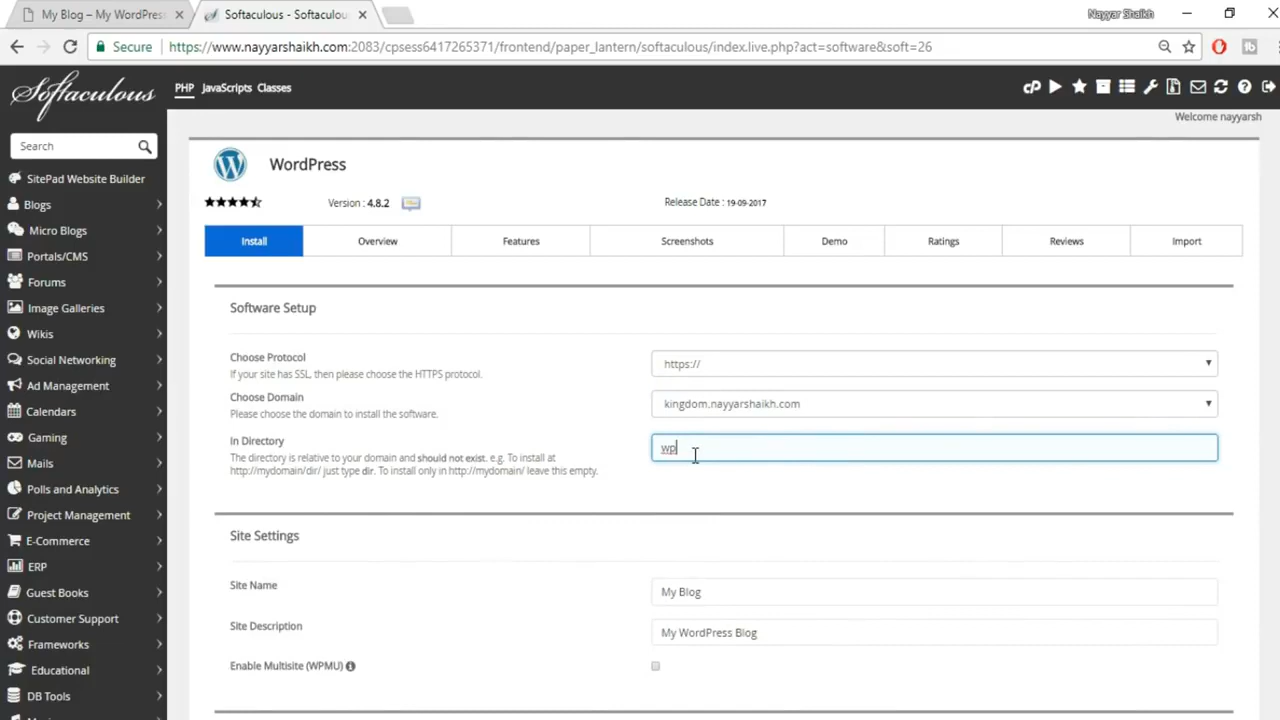 My Blog – My WordPress
Softaculous - Softaculou
Nayyar Shaikh
Secure
https://www.nayyarshaikh.com:2083/cpsess6417265371/frontend/paper_lantern/softaculous/index.live.php?act=software&soft=26
Softaculous
PHP JavaScripts Classes
cP
Welcome nayyarsh
Search
SitePad Website Builder
Blogs
Micro Blogs
Portals/CMS
Forums
Image Galleries
Wikis
Social Networking
Ad Management
Calendars
Gaming
Mails
Polls and Analytics
Project Management
E-Commerce
ERP
Guest Books
Customer Support
Frameworks
Educational
DB Tools
WordPress
Version : 4.8.2
Release Date : 19-09-2017
Install
Overview
Features
Screenshots
Demo
Ratings
Reviews
Import
Software Setup
Choose Protocol
If your site has SSL, then please choose the HTTPS protocol.
https://
Choose Domain
Please choose the domain to install the software.
kingdom.nayyarshaikh.com
In Directory
The directory is relative to your domain and should not exist. e.g. To install at
http://mydomain/dir/ just type dir. To install only in http://mydomain/ leave this empty.
wp
Site Settings
Site Name
My Blog
Site Description
My WordPress Blog
Enable Multisite (WPMU)